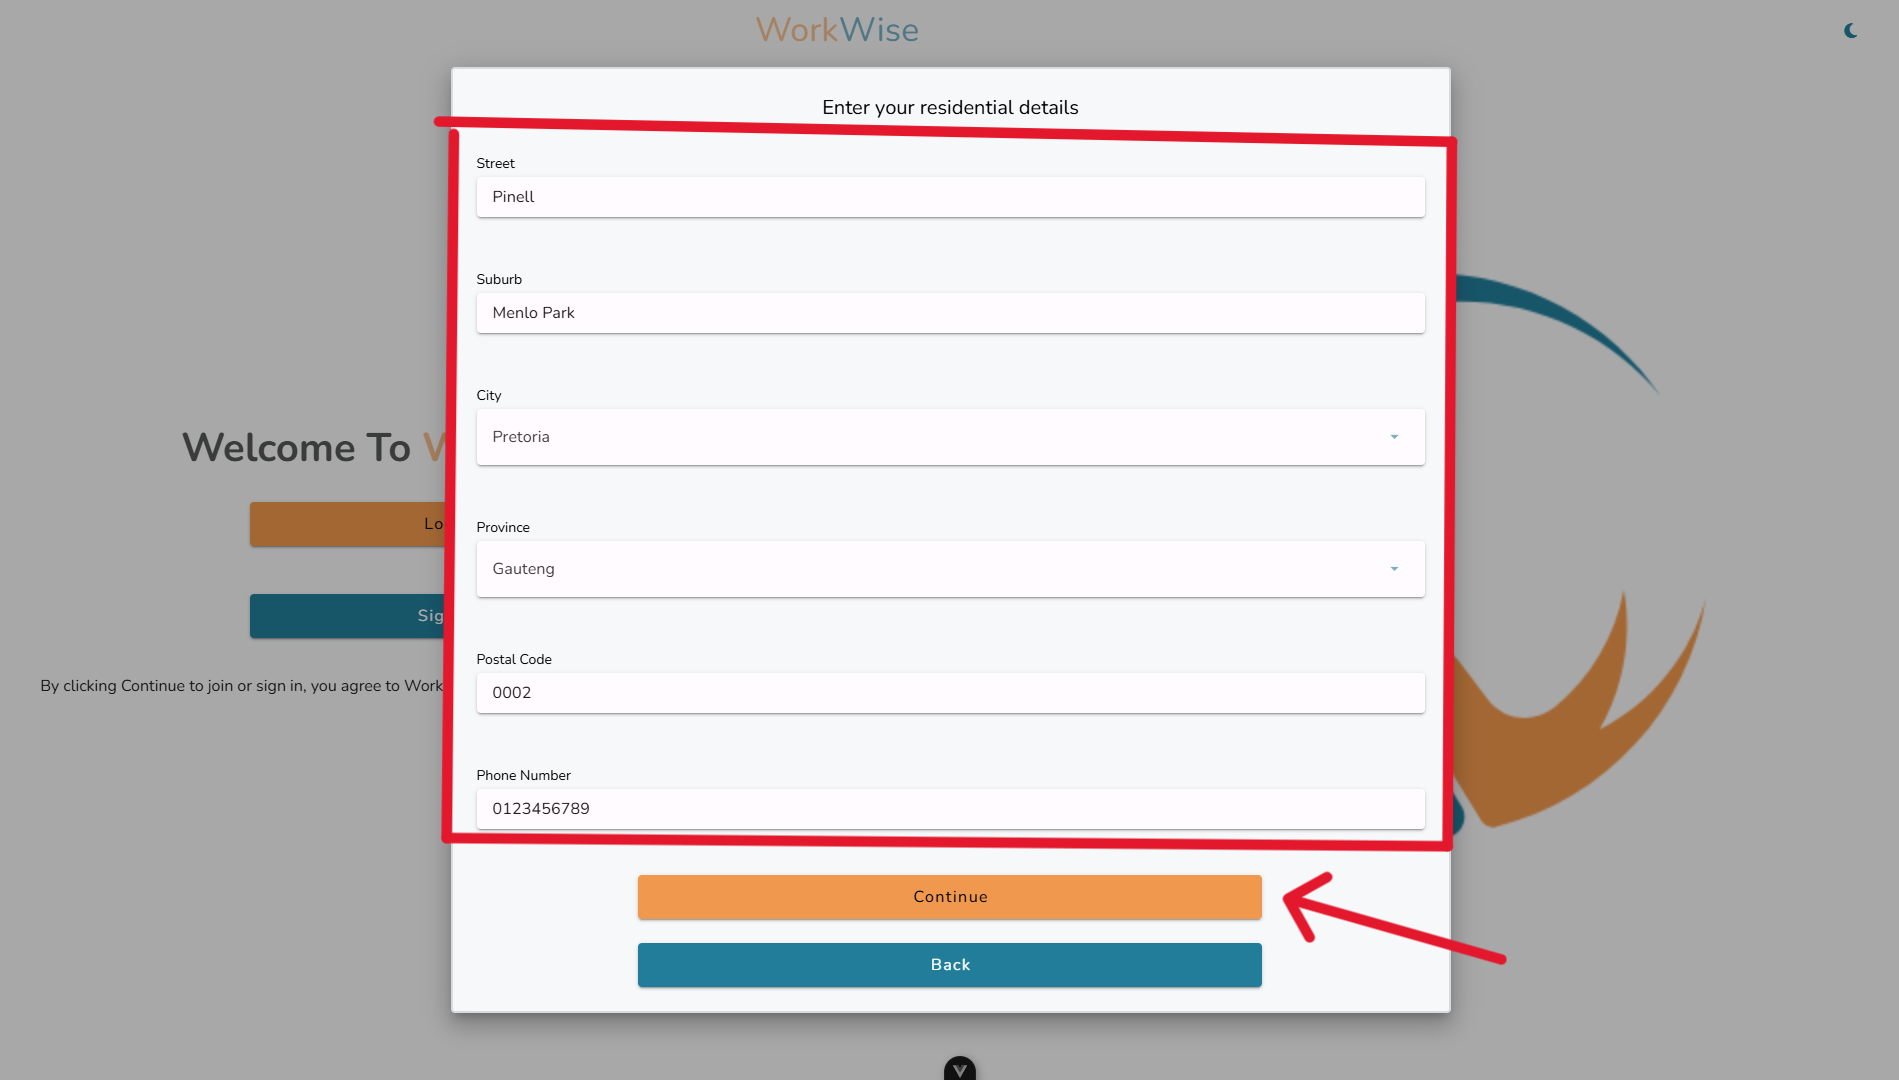 WorkWise
Enter your residential details
Street
Pinell
Suburb
Menlo Park
City
Pretoria
Welcome To W
Lo
Province
Gauteng
Sig
Postal Code
By clicking Continue to join or sign in, you agree to Work
0002
Phone Number
0123456789
Continue
Back